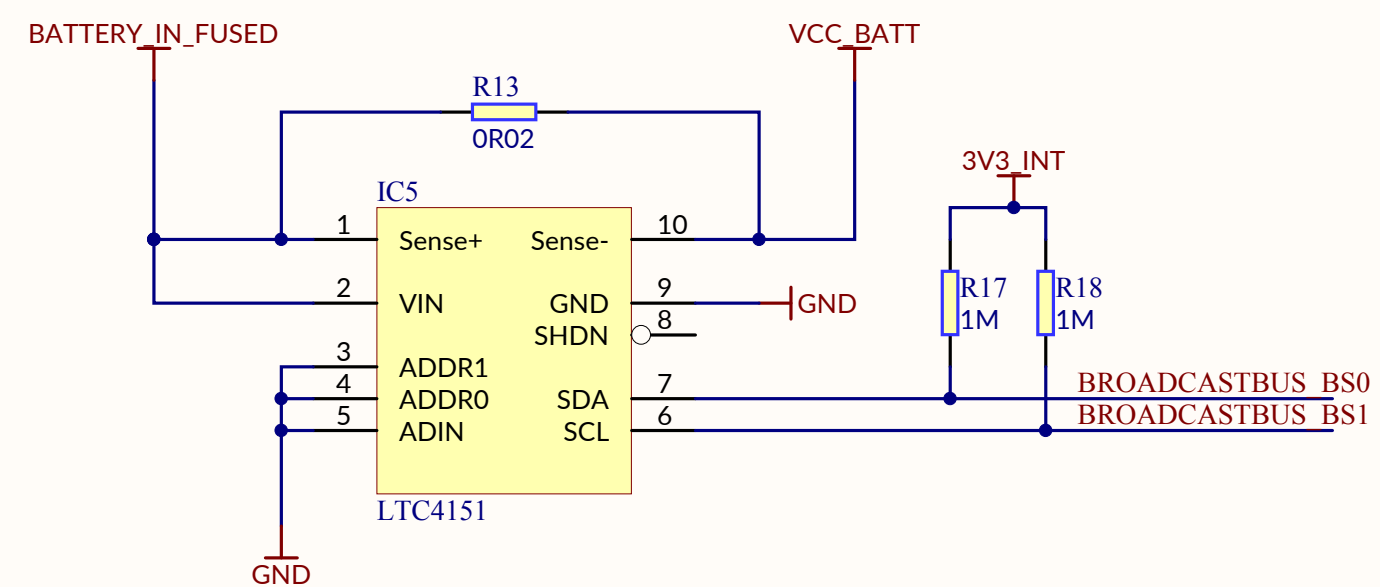 BATTERY_IN_FUSED
VCC_BATT
R13
0R02
3V3_INT
IC5
1
Sense+
Sense-
10
2
VIN
GND
9
GND
SHDN
8
R17
1M
R18
1M
3
ADDR1
4
ADDR0
SDA
7
BROADCASTBUS_BS0
5
ADIN
SCL
6
BROADCASTBUS_BS1
LTC4151
GND